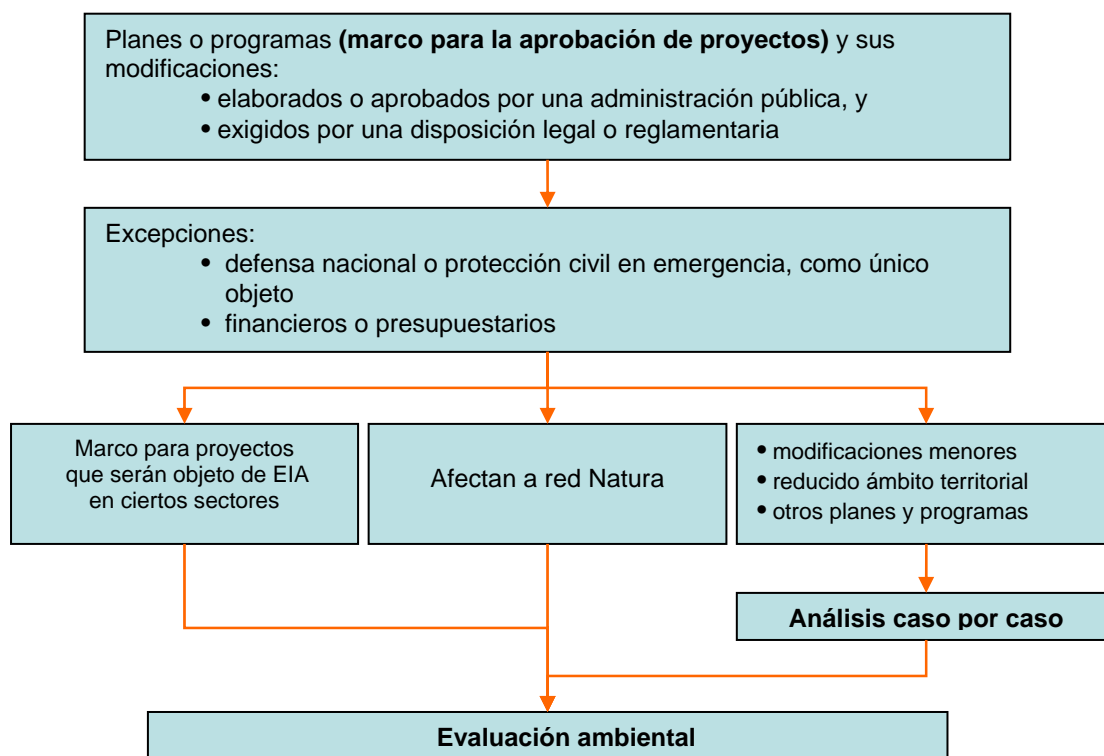 Planes o programas (marco para la aprobación de proyectos) y sus
modificaciones:
• elaborados o aprobados por una administración pública, y
• exigidos por una disposición legal o reglamentaria
Excepciones:
• defensa nacional o protección civil en emergencia, como único
objeto
• financieros o presupuestarios
Marco para proyectos
que serán objeto de EIA
en ciertos sectores
Afectan a red Natura
• modificaciones menores
• reducido ámbito territorial
• otros planes y programas
Análisis caso por caso
Evaluación ambiental